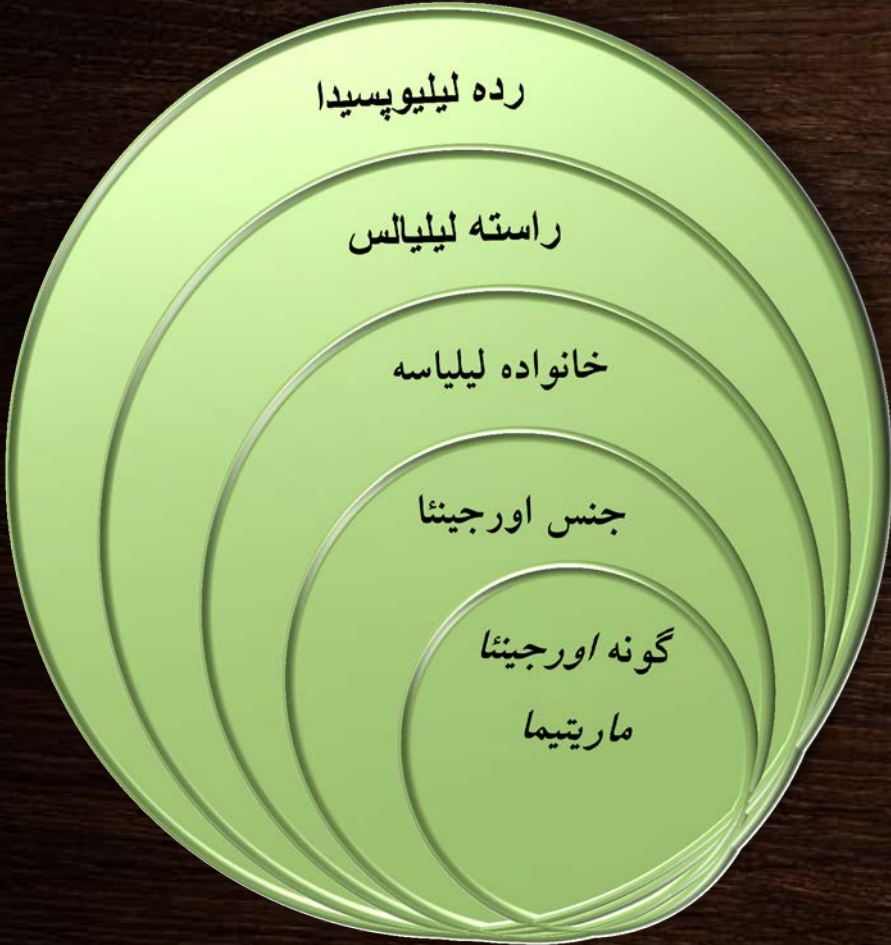 رده لیلیوپسیدا
راسته لیلیالس
خانواده لیلیاسه
جنس اورجینئا
گونه اورجینئا
ماریتیما